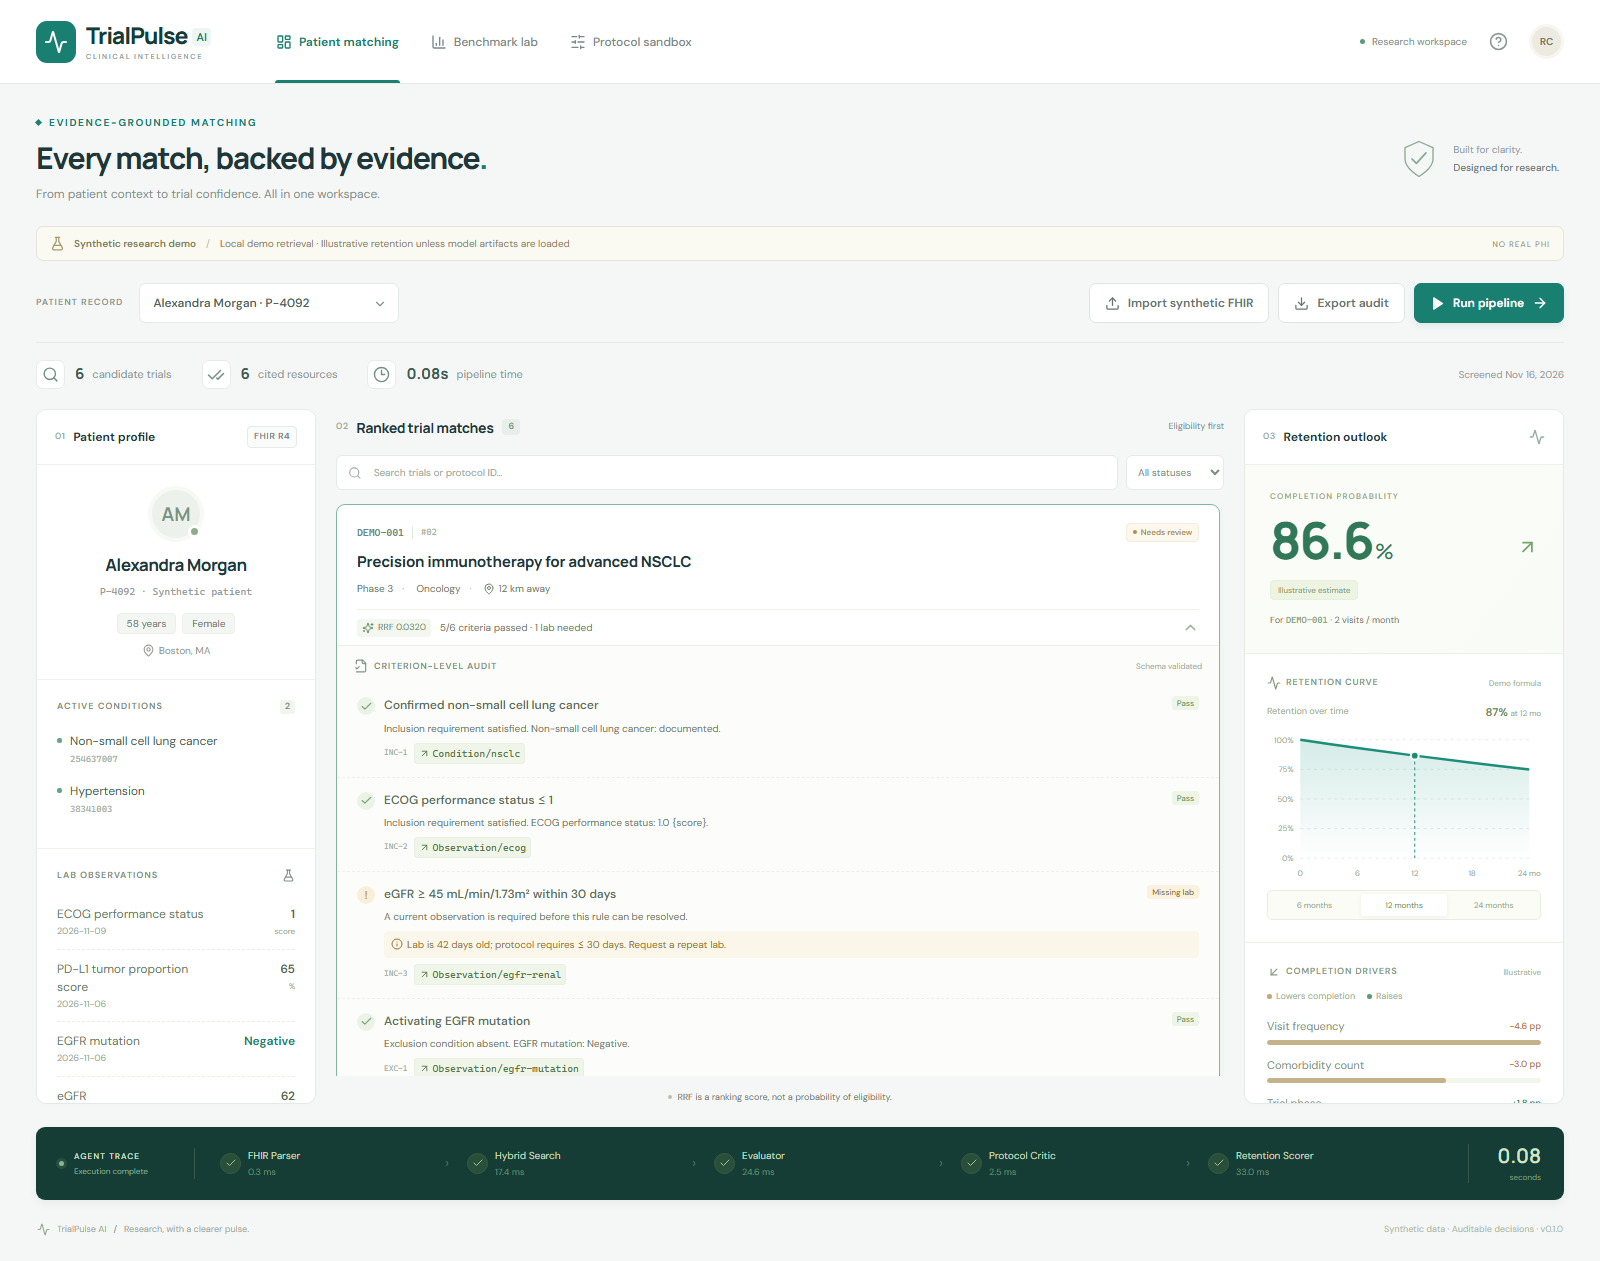 TrialPulse AI
CLINICAL INTELLIGENCE
Patient matching
Benchmark lab
Protocol sandbox
Research workspace
RC
EVIDENCE-GROUNDED MATCHING
Every match, backed by evidence.
From patient context to trial confidence. All in one workspace.
Built for clarity.
Designed for research.
Synthetic research demo / Local demo retrieval · Illustrative retention unless model artifacts are loaded
NO REAL PHI
PATIENT RECORD
Alexandra Morgan · P-4092
Import synthetic FHIR
Export audit
Run pipeline
6 candidate trials
6 cited resources
0.08s pipeline time
Screened Nov 16, 2026
01 Patient profile
FHIR R4
AM
Alexandra Morgan
P-4092 · Synthetic patient
58 years
Female
Boston, MA
ACTIVE CONDITIONS
2
Non-small cell lung cancer
254637007
Hypertension
38341003
LAB OBSERVATIONS
ECOG performance status
1
2026-11-09
score
PD-L1 tumor proportion
65
score
%
2026-11-06
EGFR mutation
Negative
2026-11-06
eGFR
62
02 Ranked trial matches 6
Eligibility first
Search trials or protocol ID...
All statuses
DEMO-001 #02
Needs review
Precision immunotherapy for advanced NSCLC
Phase 3 · Oncology · 12 km away
RRF 0.0320
5/6 criteria passed · 1 lab needed
CRITERION-LEVEL AUDIT
Schema validated
Confirmed non-small cell lung cancer
Pass
Inclusion requirement satisfied. Non-small cell lung cancer: documented.
INC-1 Condition/nsclc
ECOG performance status ≤ 1
Pass
Inclusion requirement satisfied. ECOG performance status: 1.0 {score}.
INC-2 Observation/ecog
eGFR ≥ 45 mL/min/1.73m² within 30 days
Missing lab
A current observation is required before this rule can be resolved.
Lab is 42 days old; protocol requires ≤ 30 days. Request a repeat lab.
INC-3 Observation/egfr-renal
Activating EGFR mutation
Pass
Exclusion condition absent. EGFR mutation: Negative.
EXC-1 Observation/egfr-mutation
RRF is a ranking score, not a probability of eligibility.
03 Retention outlook
COMPLETION PROBABILITY
86.6%
Illustrative estimate
For DEMO-001 · 2 visits / month
RETENTION CURVE
Demo formula
Retention over time
87% at 12 mo
100%
75%
50%
25%
0%
0 6 12 18 24 mo
6 months
12 months
24 months
COMPLETION DRIVERS
Illustrative
Lowers completion
Raises
Visit frequency
-4.6 pp
Comorbidity count
-3.0 pp
Trial phase
+1.8 pp
AGENT TRACE
Execution complete
FHIR Parser
0.3 ms
Hybrid Search
17.4 ms
Evaluator
24.6 ms
Protocol Critic
2.5 ms
Retention Scorer
33.0 ms
0.08
seconds
TrialPulse AI / Research, with a clearer pulse.
Synthetic data · Auditable decisions · v0.1.0